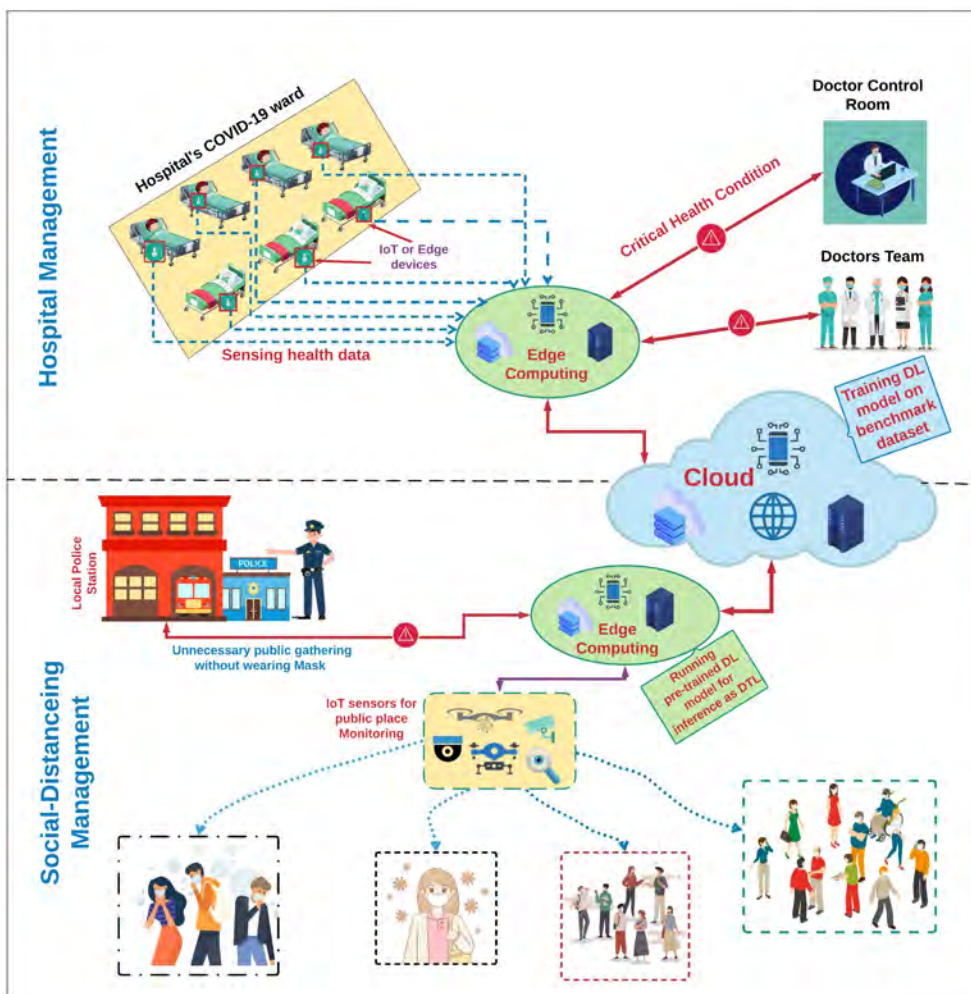 Hospital Management
Hospital's COVID-19 ward
Doctor Control
Room
Critical Health Condition
IoT or Edge
devices
Doctors Team
Sensing health data
Edge
Computing
Training DL
model on
benchmark
dataset
Cloud
Local Police
Station
POLICE
Edge
Computing
Unnecessary public gathering
without wearing Mask
Running
pre-trained DL
model for
inference as DTL
IoT sensors for
public place
Monitoring
Social-Distanceing
Management